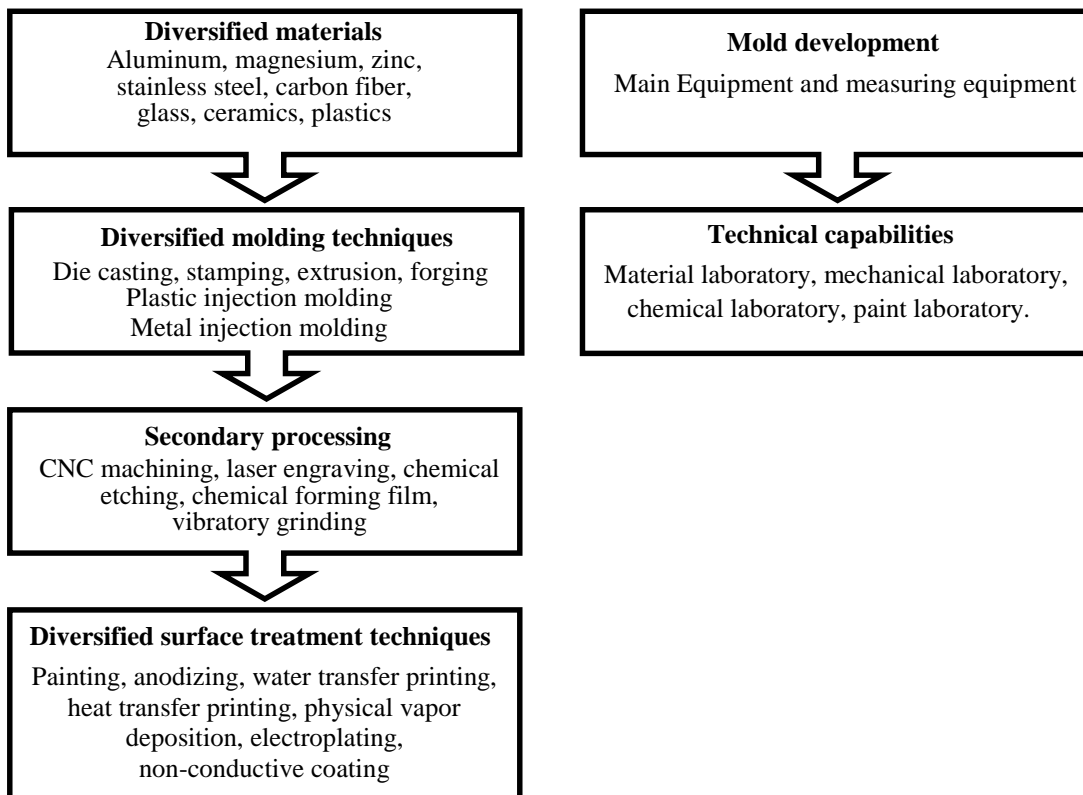 Diversified materials
Aluminum, magnesium, zinc,
stainless steel, carbon fiber,
glass, ceramics, plastics
Diversified molding techniques
Die casting, stamping, extrusion, forging
Plastic injection molding
Metal injection molding
Secondary processing
CNC machining, laser engraving, chemical
etching, chemical forming film,
vibratory grinding
Diversified surface treatment techniques
Painting, anodizing, water transfer printing,
heat transfer printing, physical vapor
deposition, electroplating,
non-conductive coating
Mold development
Main Equipment and measuring equipment
Technical capabilities
Material laboratory, mechanical laboratory,
chemical laboratory, paint laboratory.